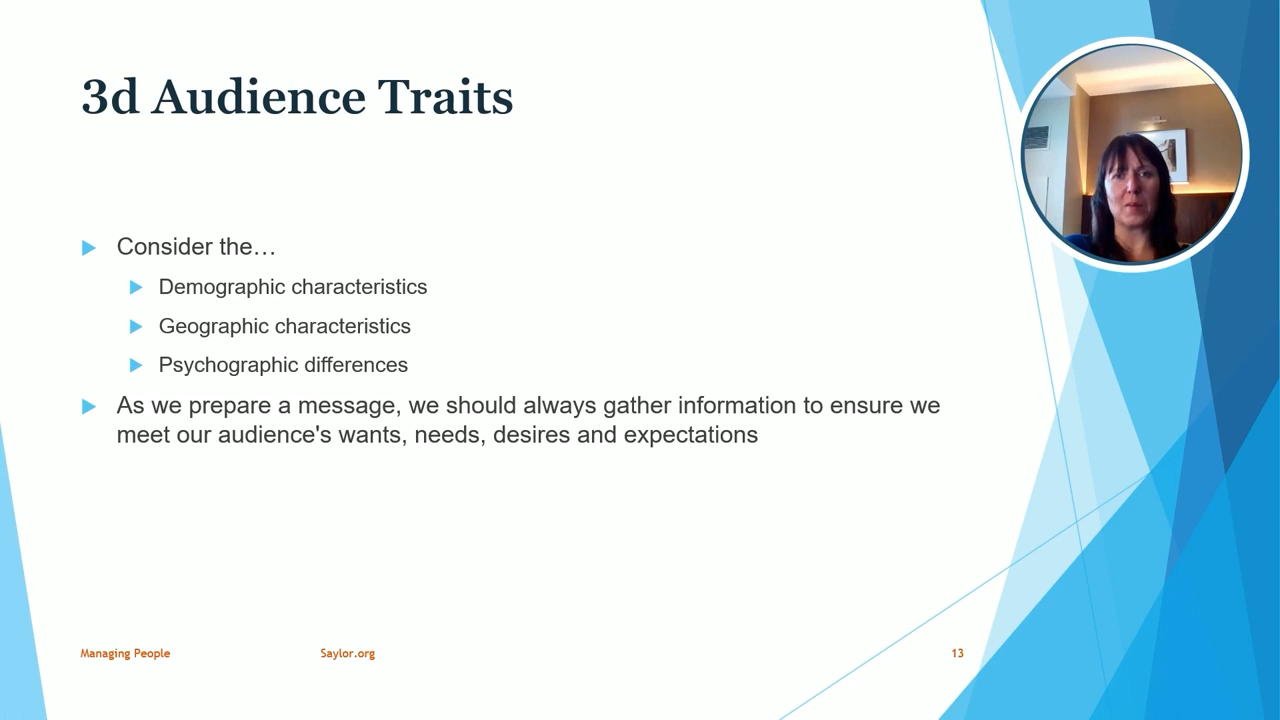 3d Audience Traits
Consider the…
Demographic characteristics
Geographic characteristics
Psychographic differences
As we prepare a message, we should always gather information to ensure we
meet our audience's wants, needs, desires and expectations
Managing People
Saylor.org
13